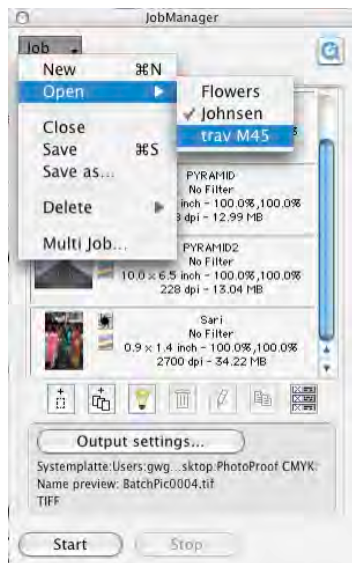 JobManager
Job
New ⌘N
Open
Close
Save ⌘S
Save as...
Delete
Multi Job...
Flowers
✓ Johnsen
trav M45
PYRAMID
No Filter
inch - 100.0%,100.0%
dpi - 12.99 MB
PYRAMID2
No Filter
10.0 x 6.5 inch - 100.0%,100.0%
228 dpi - 13.04 MB
Sari
No Filter
0.9 x 1.4 inch - 100.0%,100.0%
2700 dpi - 34.22 MB
Output settings...
Systemplatte:Users:gwg...sktop:PhotoProof CMYK:
Name preview: BatchPic0004.tif
TIFF
Start
Stop